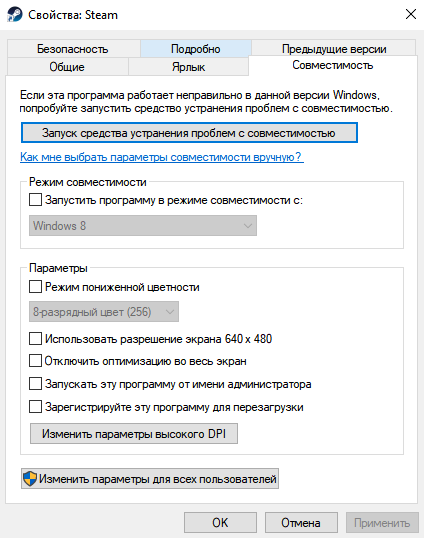 Свойства: Steam
Безопасность Подробно Предыдущие версии
Общие Ярлык Совместимость
Если эта программа работает неправильно в данной версии Windows,
попробуйте запустить средство устранения проблем с совместимостью.
Запуск средства устранения проблем с совместимостью
Как мне выбрать параметры совместимости вручную?
Режим совместимости
Запустить программу в режиме совместимости с:
Windows 8
Параметры
Режим пониженной цветности
8-разрядный цвет (256)
Использовать разрешение экрана 640 x 480
Отключить оптимизацию во весь экран
Запускать эту программу от имени администратора
Зарегистрируйте эту программу для перезагрузки
Изменить параметры высокого DPI
Изменить параметры для всех пользователей
OK Отмена Применить